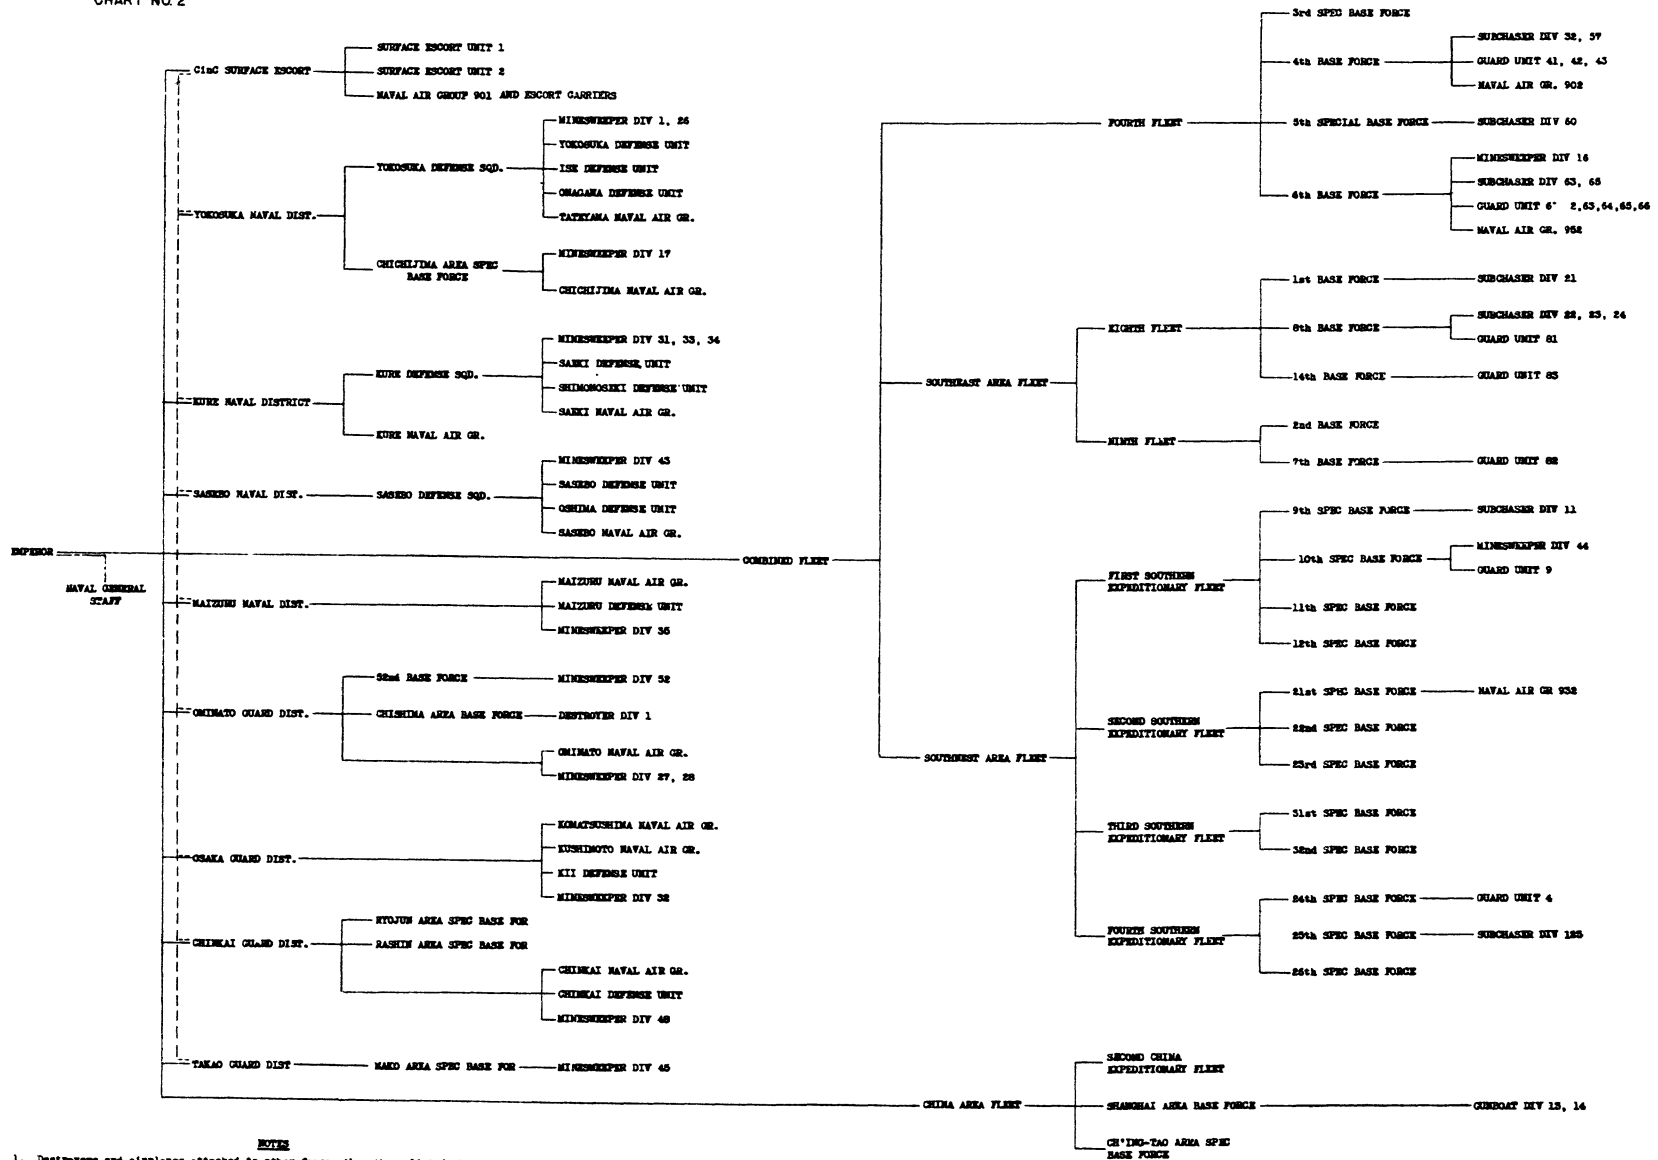 CHART NO. 2
CinC SURFACE ESCORT
SURFACE ESCORT UNIT 1
SURFACE ESCORT UNIT 2
NAVAL AIR GROUP 901 AND ESCORT CARRIERS
YOKOSUKA NAVAL DIST.
YOKOSUKA DEFENSE SQD.
MINESWEEPER DIV 1, 26
YOKOSUKA DEFENSE UNIT
ISE DEFENSE UNIT
ONAGAWA DEFENSE UNIT
TATEYAMA NAVAL AIR GR.
CHICHIJIMA AREA SPEC
BASE FORCE
MINESWEEPER DIV 17
CHICHIJIMA NAVAL AIR GR.
KURE NAVAL DISTRICT
KURE DEFENSE SQD.
MINESWEEPER DIV 31, 33, 34
SAEKI DEFENSE UNIT
SHIMONOSEKI DEFENSE UNIT
SAEKI NAVAL AIR GR.
KURE NAVAL AIR GR.
SASEBO NAVAL DIST.
SASEBO DEFENSE SQD.
MINESWEEPER DIV 43
SASEBO DEFENSE UNIT
OSHIMA DEFENSE UNIT
SASEBO NAVAL AIR GR.
EMPEROR
NAVAL GENERAL
STAFF
MAIZURU NAVAL DIST.
MAIZURU NAVAL AIR GR.
MAIZURU DEFENSE UNIT
MINESWEEPER DIV 35
OMINATO GUARD DIST.
32nd BASE FORCE
MINESWEEPER DIV 52
CHISHIMA AREA BASE FORCE
DESTROYER DIV 1
OMINATO NAVAL AIR GR.
MINESWEEPER DIV 27, 28
OSAKA GUARD DIST.
KOMATSUSHIMA NAVAL AIR GR.
KUSHIMOTO NAVAL AIR GR.
KII DEFENSE UNIT
MINESWEEPER DIV 32
CHINKAI GUARD DIST.
RYOJUN AREA SPEC BASE FOR
RASHIN AREA SPEC BASE FOR
CHINKAI NAVAL AIR GR.
CHINKAI DEFENSE UNIT
MINESWEEPER DIV 48
TAKAO GUARD DIST
MAKO AREA SPEC BASE FOR
MINESWEEPER DIV 45
COMBINED FLEET
FOURTH FLEET
3rd SPEC BASE FORCE
4th BASE FORCE
SUBCHASER DIV 32, 57
GUARD UNIT 41, 42, 43
NAVAL AIR GR. 902
5th SPECIAL BASE FORCE
SUBCHASER DIV 60
6th BASE FORCE
MINESWEEPER DIV 16
SUBCHASER DIV 63, 65
GUARD UNIT 6' 2,63,64,65,66
NAVAL AIR GR. 952
SOUTHEAST AREA FLEET
EIGHTH FLEET
1st BASE FORCE
SUBCHASER DIV 21
8th BASE FORCE
SUBCHASER DIV 22, 23, 24
GUARD UNIT 81
14th BASE FORCE
GUARD UNIT 83
NINTH FLEET
2nd BASE FORCE
7th BASE FORCE
GUARD UNIT 82
SOUTHWEST AREA FLEET
FIRST SOUTHERN
EXPEDITIONARY FLEET
9th SPEC BASE FORCE
SUBCHASER DIV 11
10th SPEC BASE FORCE
MINESWEEPER DIV 44
GUARD UNIT 9
11th SPEC BASE FORCE
12th SPEC BASE FORCE
SECOND SOUTHERN
EXPEDITIONARY FLEET
21st SPEC BASE FORCE
NAVAL AIR GR 932
22nd SPEC BASE FORCE
23rd SPEC BASE FORCE
THIRD SOUTHERN
EXPEDITIONARY FLEET
31st SPEC BASE FORCE
32nd SPEC BASE FORCE
FOURTH SOUTHERN
EXPEDITIONARY FLEET
24th SPEC BASE FORCE
GUARD UNIT 4
25th SPEC BASE FORCE
SUBCHASER DIV 125
26th SPEC BASE FORCE
CHINA AREA FLEET
SECOND CHINA
EXPEDITIONARY FLEET
SHANGHAI AREA BASE FORCE
GUNBOAT DIV 13, 14
CH'ING-TAO AREA SPEC
BASE FORCE
NOTES
1. Destroyers and airplanes attached to other